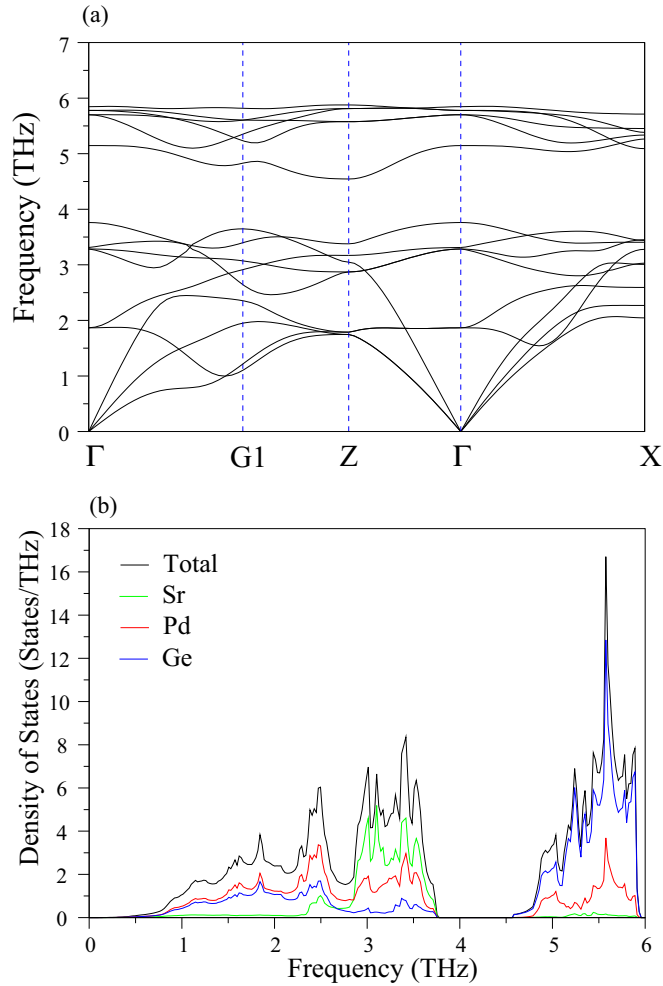 (a)
7
6
5
4
3
2
1
0
Frequency (THz)
Γ G1 Z Γ X
(b)
18
16
14
12
10
8
6
4
2
0
Density of States (States/THz)
Total
Sr
Pd
Ge
0 1 2 3 4 5 6
Frequency (THz)